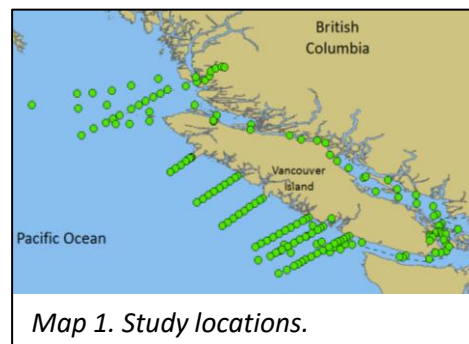 British
Columbia
Vancouver
Island
Pacific Ocean
Map 1. Study locations.